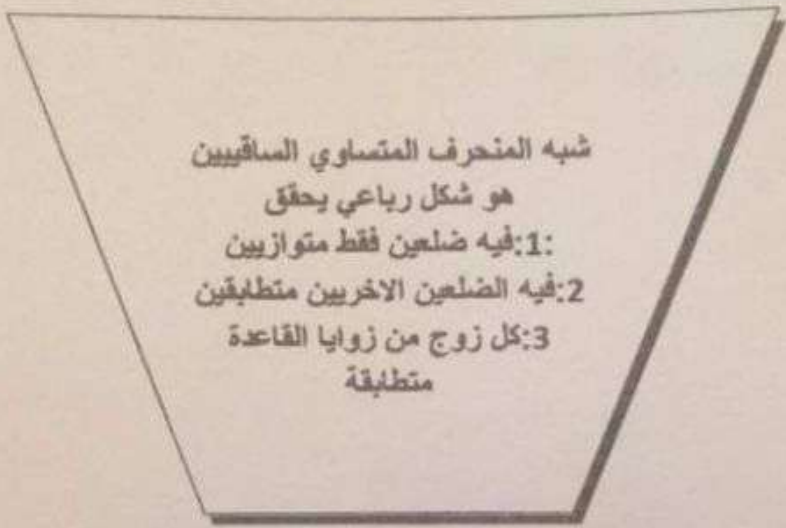 شبه المنحرف المتساوي الساقيين
هو شكل رباعي يحقق
:1:فيه ضلعين فقط متوازيين
2:فيه الضلعين الاخريين متطابقين
3:كل زوج من زوايا القاعدة
متطابقة